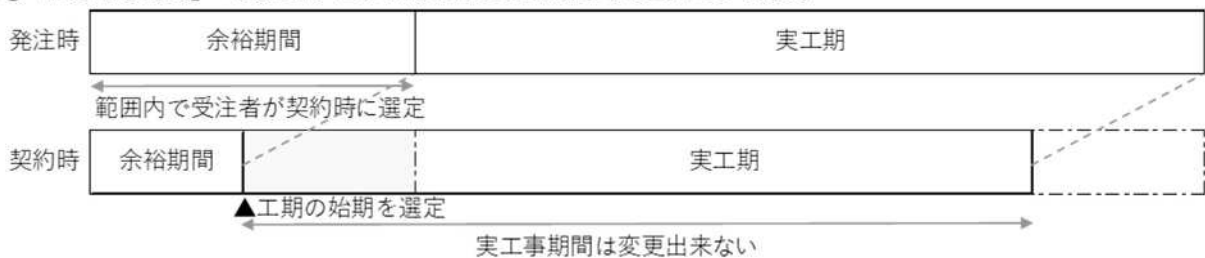 発注時 余裕期間 実工期
範囲内で受注者が契約時に選定
契約時 余裕期間 実工期
▲工期の始期を選定
実工事期間は変更出来ない